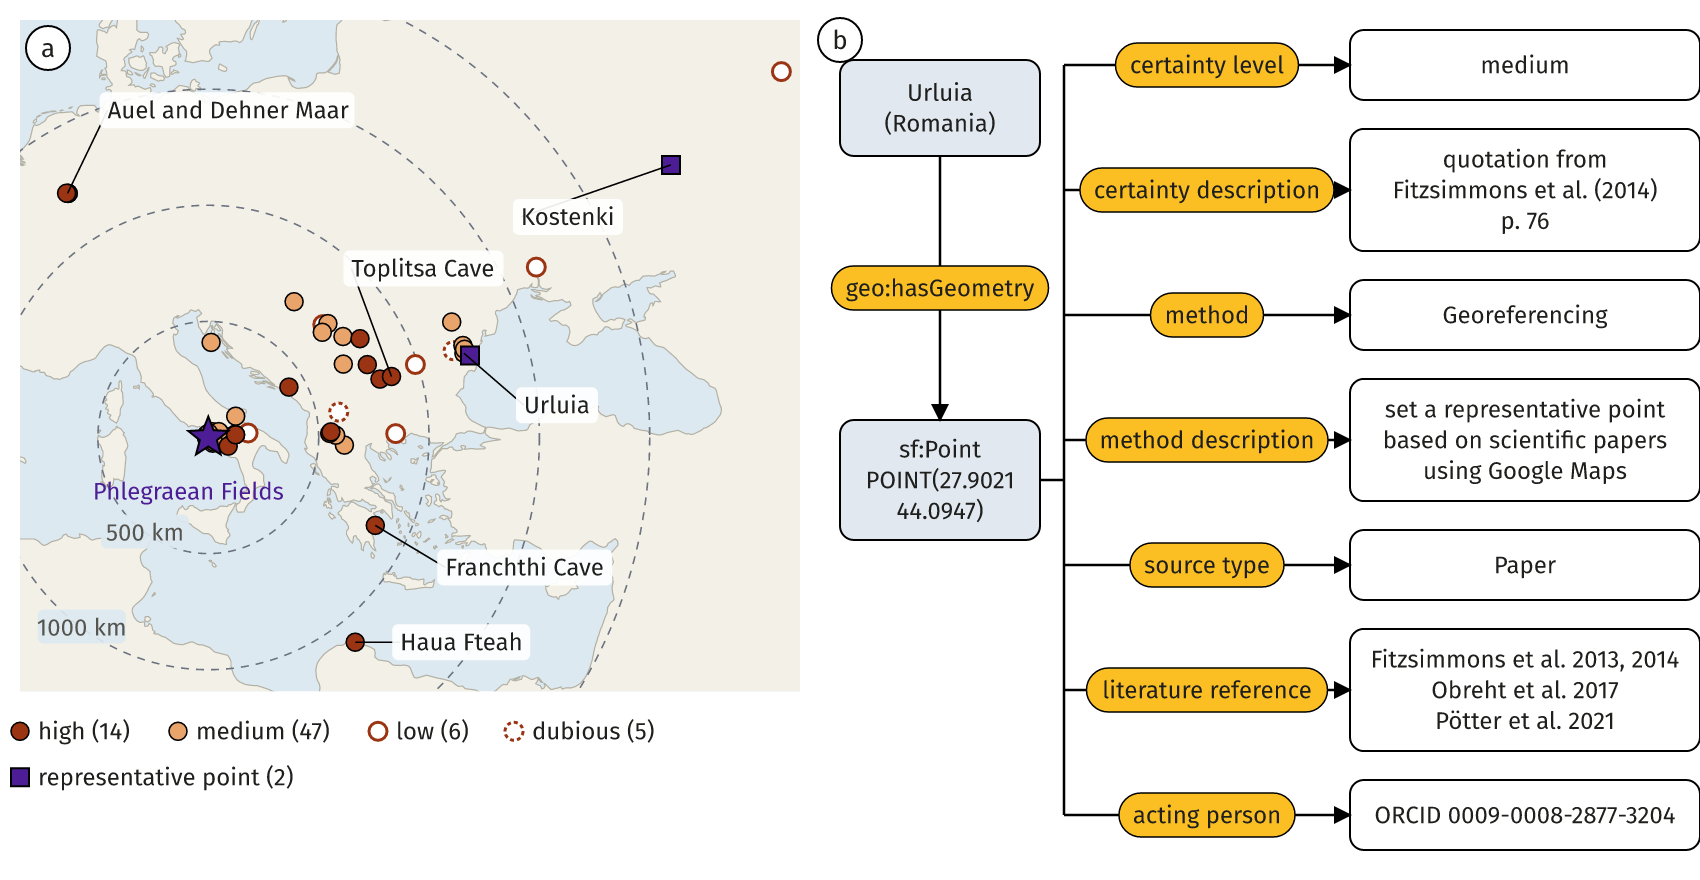 a
Auel and Dehner Maar
Kostenki
Toplitsa Cave
Urluia
Phlegraean Fields
500 km
Franchthi Cave
1000 km
Haua Fteah
high (14)
medium (47)
low (6)
dubious (5)
representative point (2)
b
Urluia
(Romania)
geo:hasGeometry
sf:Point
POINT(27.9021
44.0947)
certainty level
medium
certainty description
quotation from
Fitzsimmons et al. (2014)
p. 76
method
Georeferencing
method description
set a representative point
based on scientific papers
using Google Maps
source type
Paper
literature reference
Fitzsimmons et al. 2013, 2014
Obreht et al. 2017
Pötter et al. 2021
acting person
ORCID 0009-0008-2877-3204